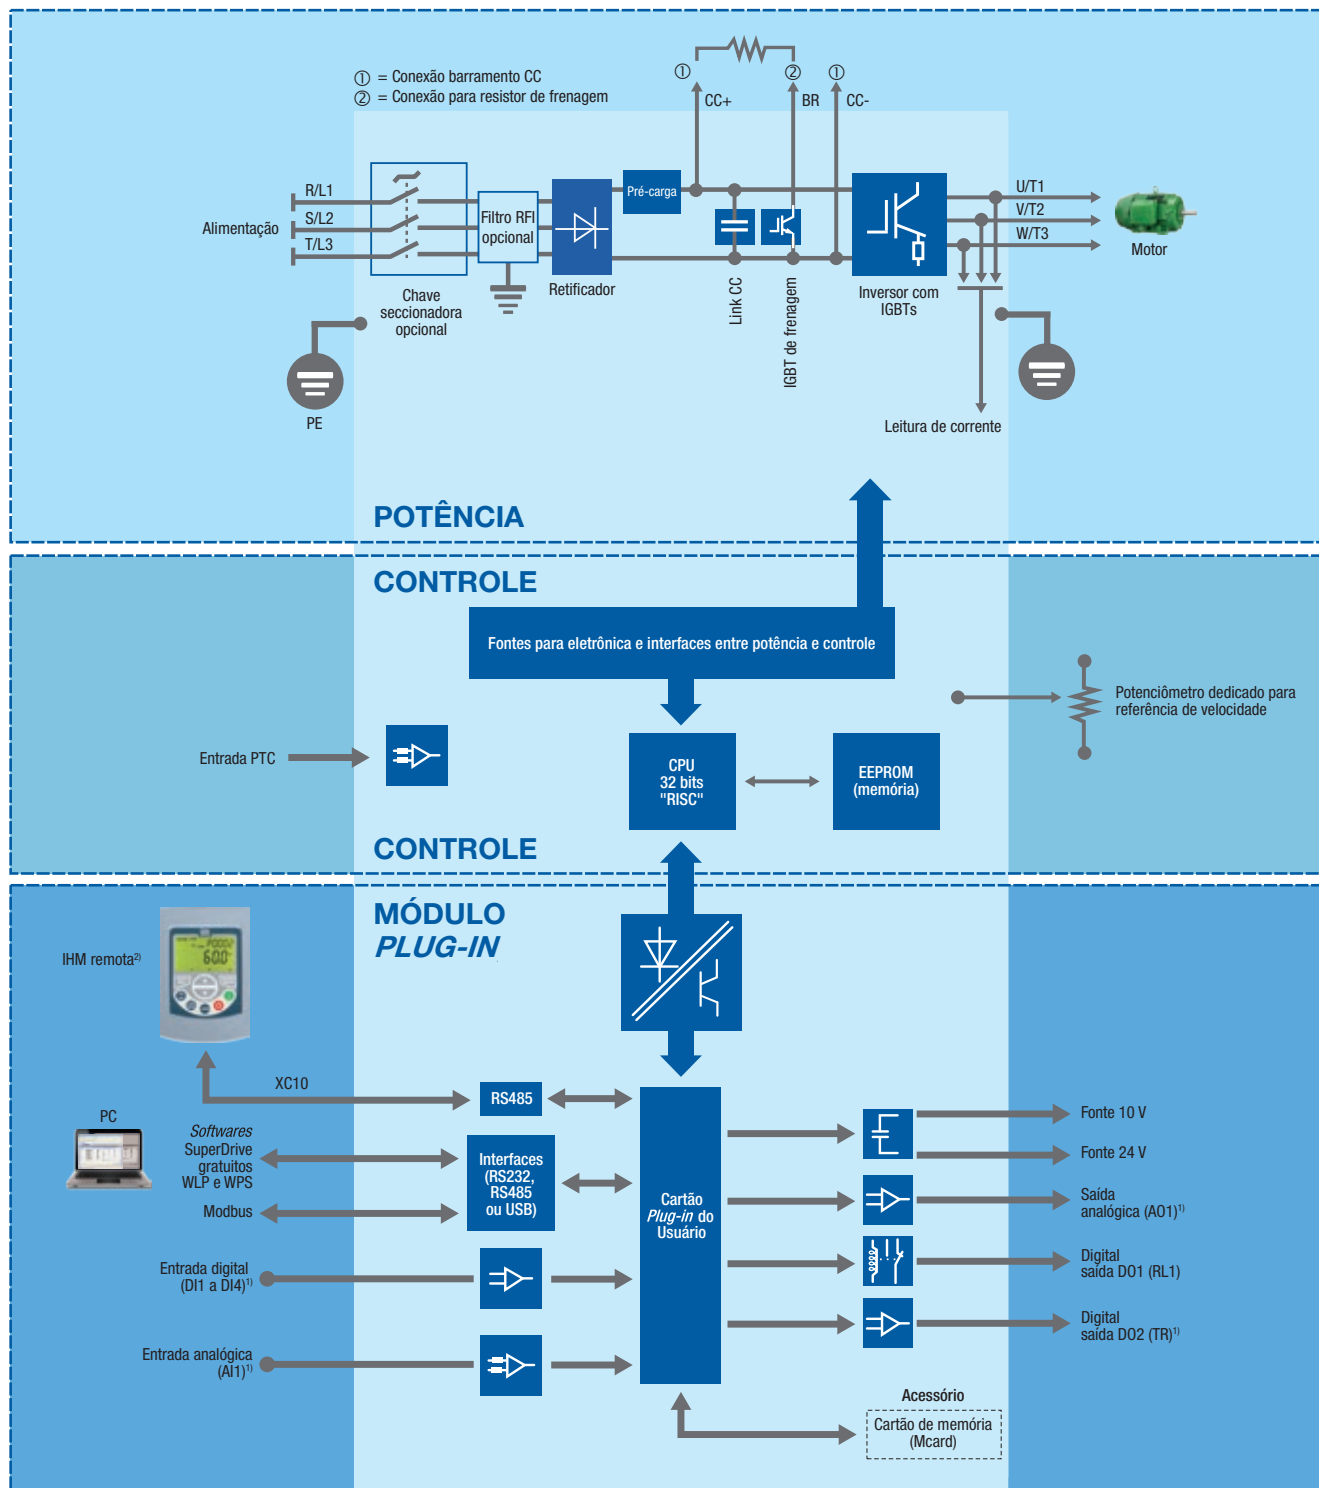 ① = Conexão barramento CC
② = Conexão para resistor de frenagem
① ② ①
CC+ BR CC-
Alimentação
R/L1
S/L2
T/L3
Chave
seccionadora
opcional
Filtro RFI
opcional
Retificador
Pré-carga
Link CC
IGBT de frenagem
Inversor com
IGBTs
U/T1
V/T2
W/T3
Motor
PE
Leitura de corrente
POTÊNCIA
CONTROLE
Fontes para eletrônica e interfaces entre potência e controle
Potenciômetro dedicado para
referência de velocidade
Entrada PTC
CPU
32 bits
"RISC"
EEPROM
(memória)
CONTROLE
MÓDULO
PLUG-IN
IHM remota2)
60.0
XC10
RS485
PC
Softwares
SuperDrive
gratuitos
WLP e WPS
Modbus
Interfaces
(RS232,
RS485
ou USB)
Entrada digital
(DI1 a DI4)1)
Entrada analógica
(AI1)1)
Cartão
Plug-in do
Usuário
Fonte 10 V
Fonte 24 V
Saída
analógica (AO1)1)
Digital
saída DO1 (RL1)
Digital
saída DO2 (TR)1)
Acessório
Cartão de memória
(Mcard)